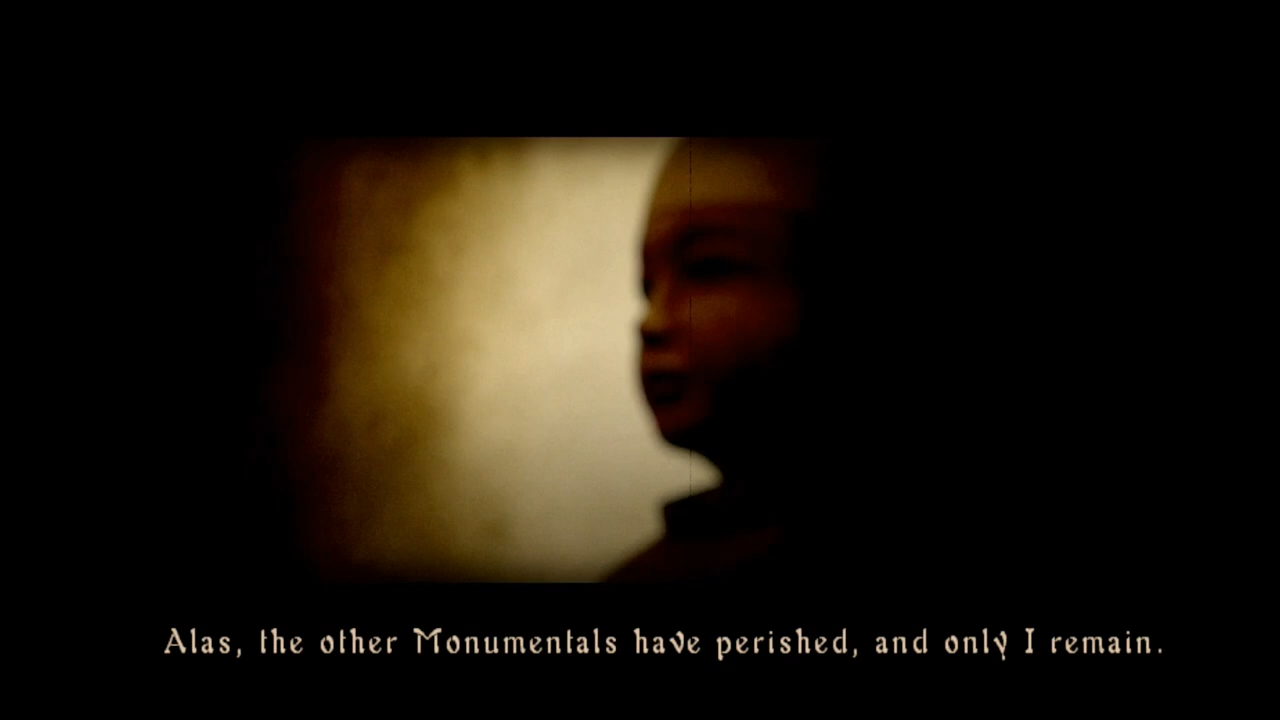 Alas, the other Monumentals have perished, and only I remain.